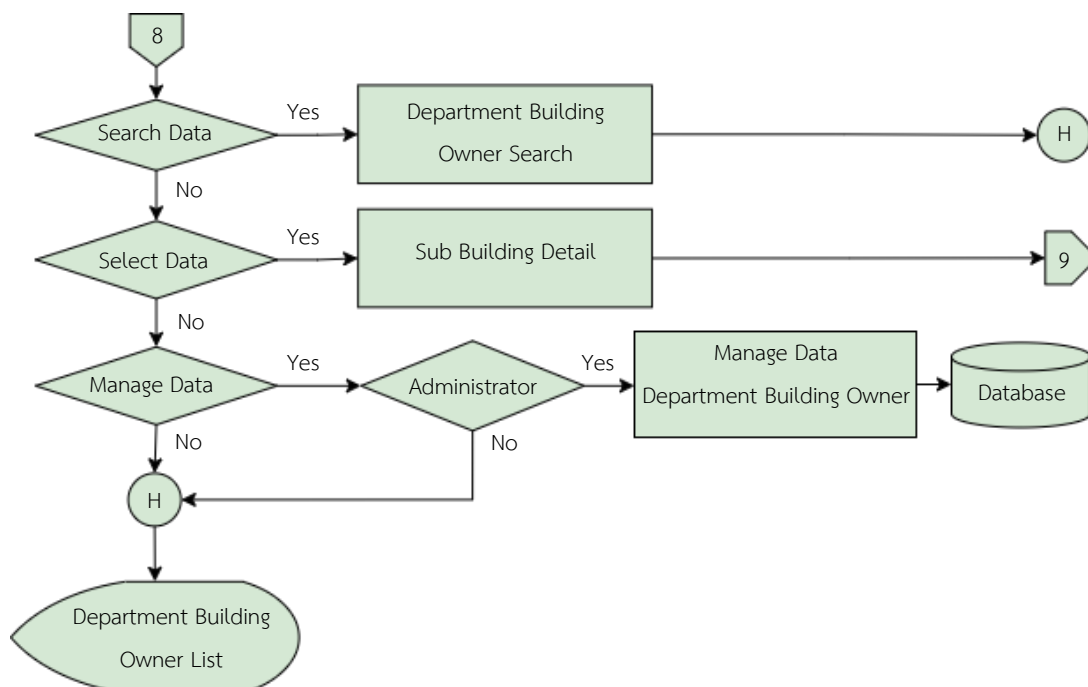 8
Search Data
Yes
Department Building
Owner Search
H
No
Select Data
Yes
Sub Building Detail
9
No
Manage Data
Yes
Administrator
Yes
Manage Data
Department Building Owner
Database
No
No
H
Department Building
Owner List